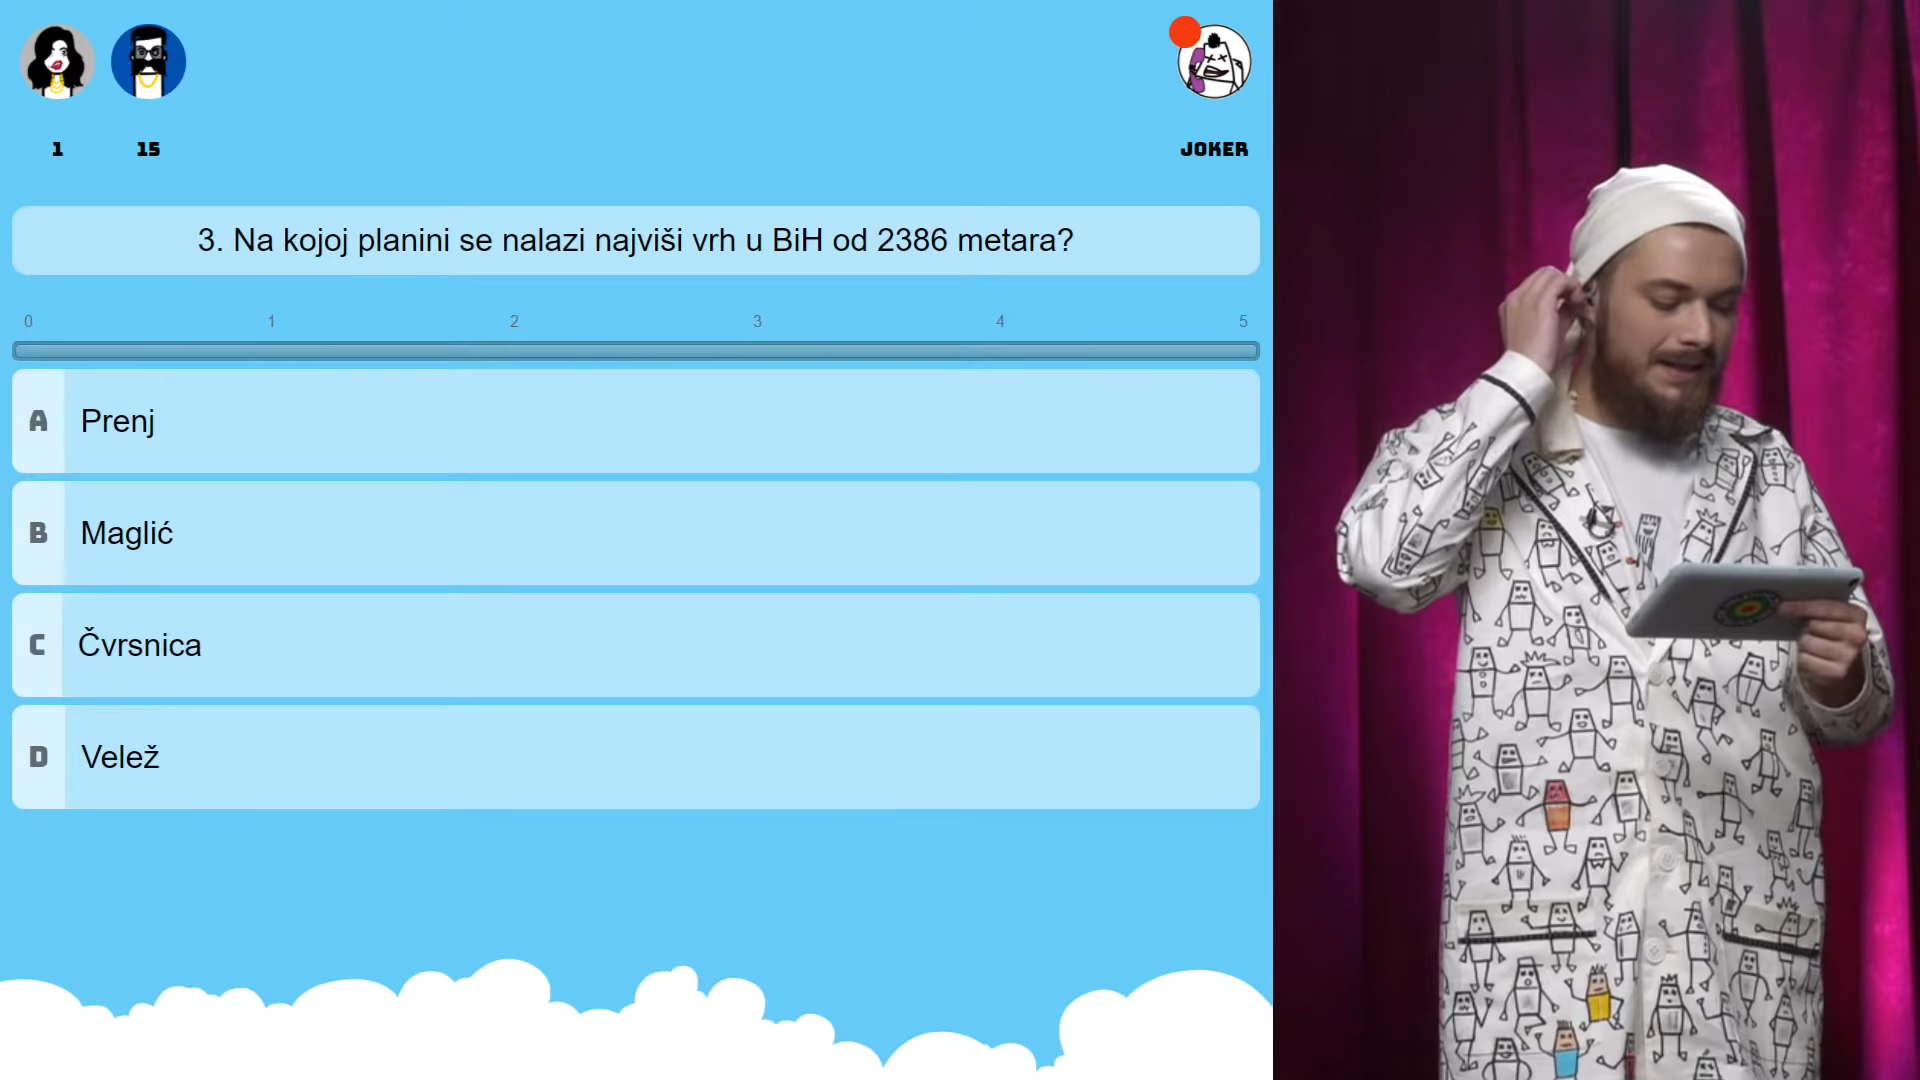 1
15
JOKER
3. Na kojoj planini se nalazi najviši vrh u BiH od 2386 metara?
0 1 2 3 4 5
A Prenj
B Maglić
C Čvrsnica
D Velež